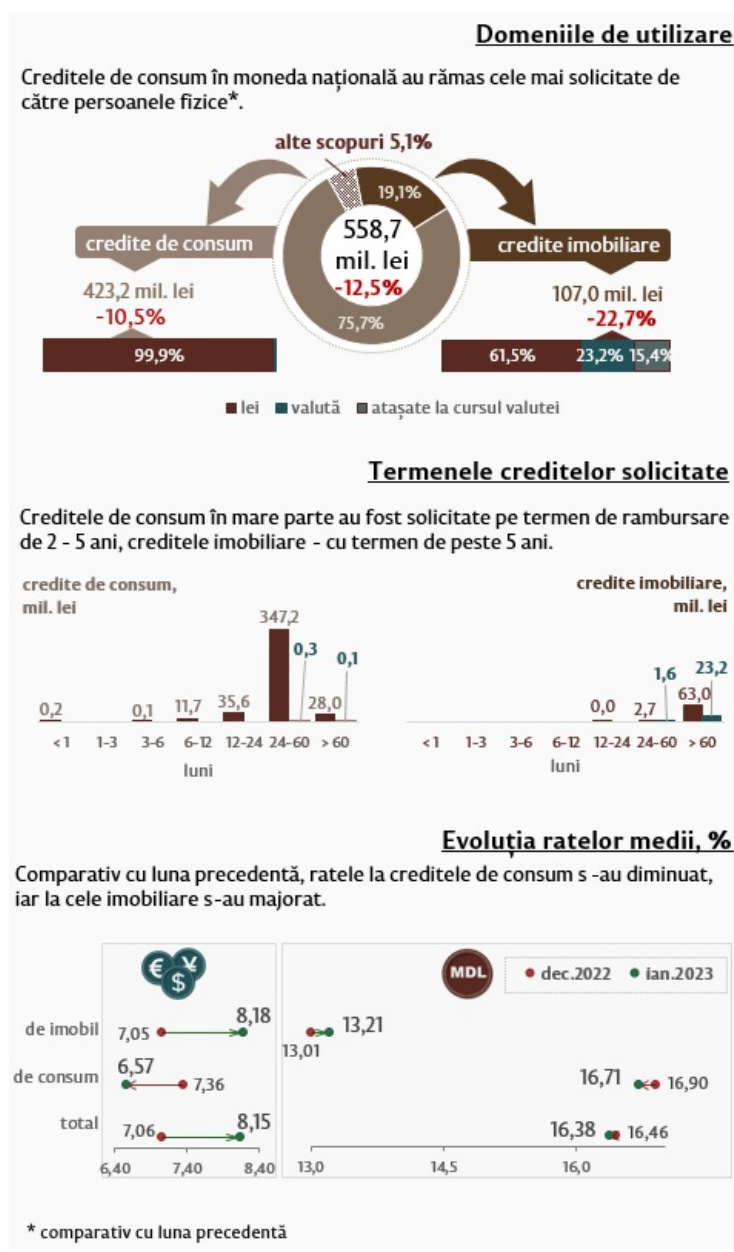 Domeniile de utilizare
Creditele de consum în moneda națională au rămas cele mai solicitate de
către persoanele fizice*.
alte scopuri 5,1%
19,1%
558,7
mil. lei
-12,5%
75,7%
credite de consum
423,2 mil. lei
-10,5%
99,9%
credite imobiliare
107,0 mil. lei
-22,7%
61,5% 23,2% 15,4%
lei valută atașate la cursul valutei
Termenele creditelor solicitate
Creditele de consum în mare parte au fost solicitate pe termen de rambursare
de 2 - 5 ani, creditele imobiliare - cu termen de peste 5 ani.
credite de consum,
mil. lei
0,2 0,1 11,7 35,6 347,2 0,3 28,0 0,1
<1 1-3 3-6 6-12 12-24 24-60 >60
luni
credite imobiliare,
mil. lei
0,0 2,7 1,6 63,0 23,2
<1 1-3 3-6 6-12 12-24 24-60 >60
luni
Evoluția ratelor medii, %
Comparativ cu luna precedentă, ratele la creditele de consum s -au diminuat,
iar la cele imobiliare s-au majorat.
€ ¥ $
MDL
dec.2022 ian.2023
de imobil 7,05 8,18 13,01 13,21
de consum 6,57 7,36 16,71 16,90
total 7,06 8,15 16,38 16,46
6,40 7,40 8,40 13,0 14,5 16,0
* comparativ cu luna precedentă